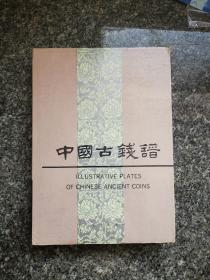 中國古錢譜
ILLUSTRATIVE PLATES
OF CHINESE ANCIENT COINS